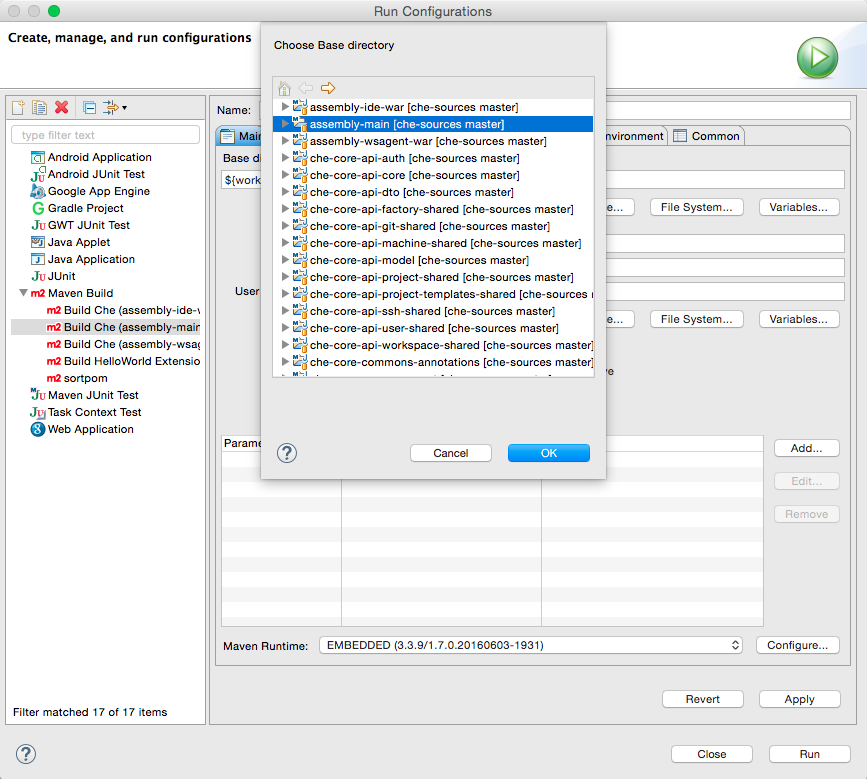 Run Configurations
Create, manage, and run configurations
type filter text
Android Application
Android JUnit Test
Google App Engine
Gradle Project
GWT JUnit Test
Java Applet
Java Application
JUnit
Maven Build
Build Che (assembly-ide-
Build Che (assembly-main
Build Che (assembly-wsag
Build HelloWorld Extensio
sortpom
Maven JUnit Test
Task Context Test
Web Application
Filter matched 17 of 17 items
Choose Base directory
assembly-ide-war [che-sources master]
assembly-main [che-sources master]
assembly-wsagent-war [che-sources master]
che-core-api-auth [che-sources master]
che-core-api-core [che-sources master]
che-core-api-dto [che-sources master]
che-core-api-factory-shared [che-sources master]
che-core-api-git-shared [che-sources master]
che-core-api-machine-shared [che-sources master]
che-core-api-model [che-sources master]
che-core-api-project-shared [che-sources master]
che-core-api-project-templates-shared [che-sources
che-core-api-ssh-shared [che-sources master]
che-core-api-user-shared [che-sources master]
che-core-api-workspace-shared [che-sources master]
che-core-commons-annotations [che-sources master]
Cancel OK
Name:
Main nvironment Common
Base di
${work
e... File System... Variables...
User
e... File System... Variables...
ve
Parame
Add...
Edit...
Remove
Maven Runtime: EMBEDDED (3.3.9/1.7.0.20160603-1931) Configure...
Revert Apply
Close Run